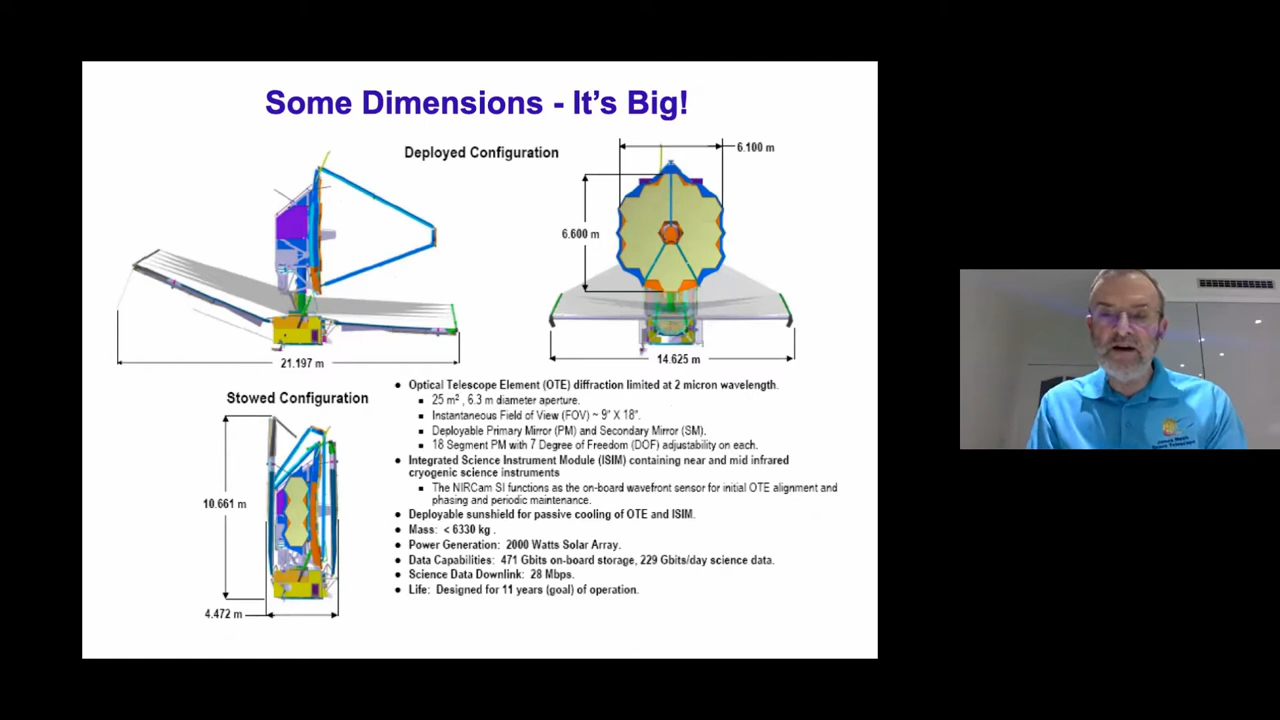 Some Dimensions - It's Big!
Deployed Configuration
6.100 m
6.600 m
21.197 m
14.625 m
Stowed Configuration
10.661 m
4.472 m
● Optical Telescope Element (OTE) diffraction limited at 2 micron wavelength.
▪ 25 m², 6.3 m diameter aperture.
▪ Instantaneous Field of View (FOV) ~ 9" X 18".
▪ Deployable Primary Mirror (PM) and Secondary Mirror (SM).
▪ 18 Segment PM with 7 Degree of Freedom (DOF) adjustability on each.
● Integrated Science Instrument Module (ISIM) containing near and mid infrared
cryogenic science instruments
▪ The NIRCam SI functions as the on-board wavefront sensor for initial OTE alignment and
phasing and periodic maintenance.
● Deployable sunshield for passive cooling of OTE and ISIM.
● Mass: < 6330 kg .
● Power Generation: 2000 Watts Solar Array.
● Data Capabilities: 471 Gbits on-board storage, 229 Gbits/day science data.
● Science Data Downlink: 28 Mbps.
● Life: Designed for 11 years (goal) of operation.
James Webb
Space Telescope